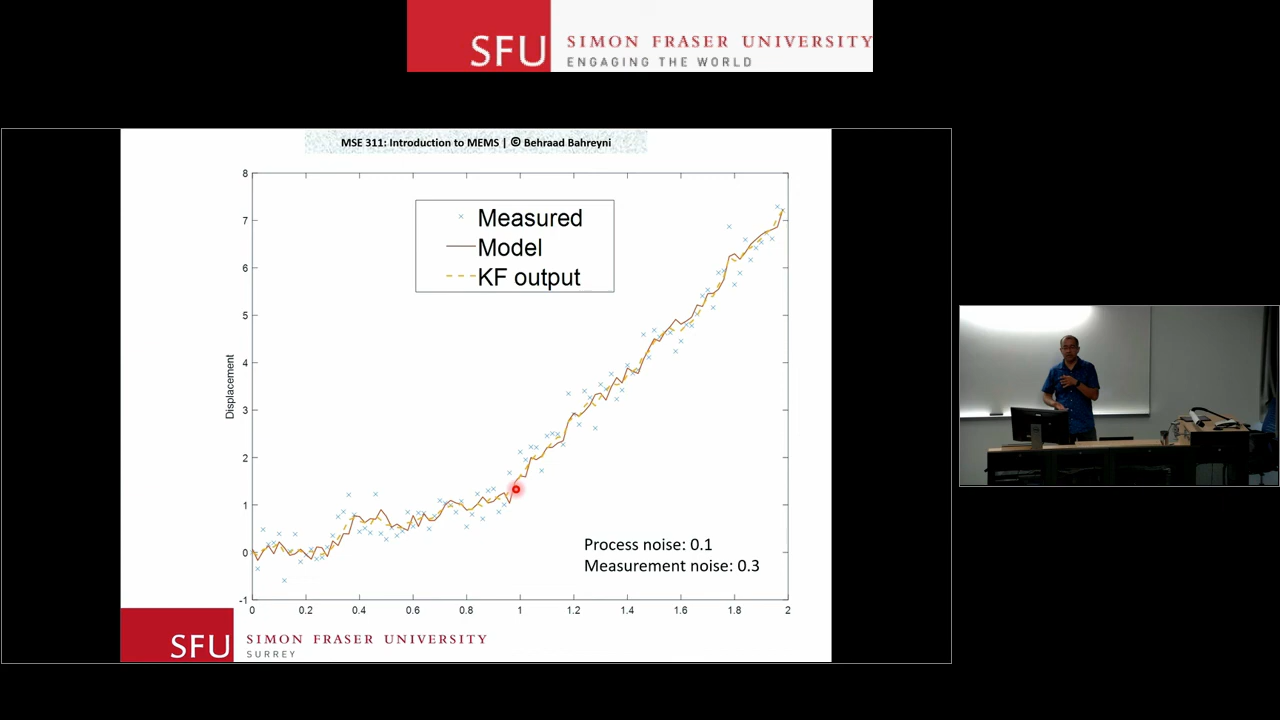 SFU SIMON FRASER UNIVERSITY
ENGAGING THE WORLD
MSE 311: Introduction to MEMS | © Behraad Bahreyni
8
7
6
5
4
3
2
1
0
-1
Displacement
Measured
Model
KF output
Process noise: 0.1
Measurement noise: 0.3
0 0.2 0.4 0.6 0.8 1 1.2 1.4 1.6 1.8 2
SFU SIMON FRASER UNIVERSITY
SURREY